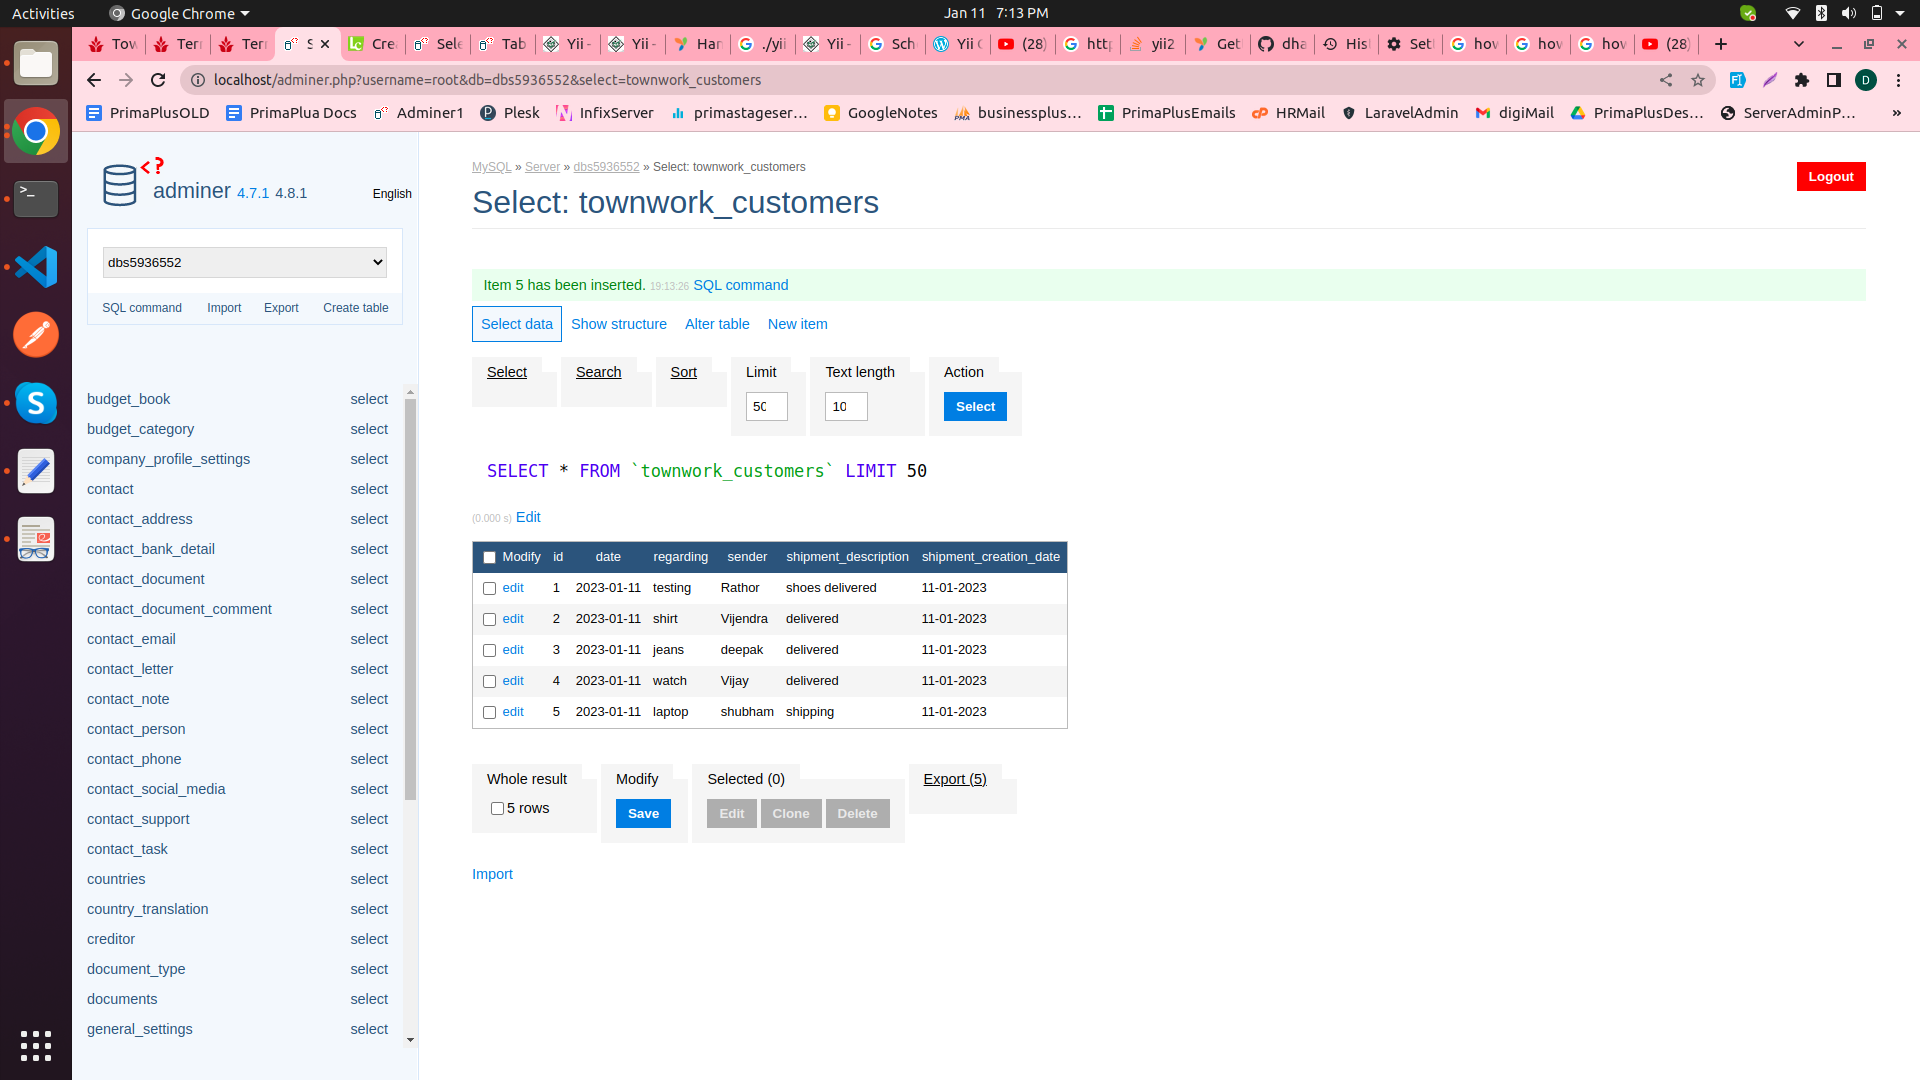 Activities
Google Chrome
Jan 11 7:13 PM
Tow
Terr
Terr
S
Cre
Sele
Tab
Yii -
Yii -
Han
./yii
Yii -
Sch
Yii C
(28)
http
yii2
Get
dha
His
Set
hov
hov
hov
(28)
localhost/adminer.php?username=root&db=dbs5936552&select=townwork_customers
D
PrimaPlusOLD
PrimaPlua Docs
Adminer1
Plesk
InfixServer
primastageser…
GoogleNotes
businessplus…
PrimaPlusEmails
HRMail
LaravelAdmin
digiMail
PrimaPlusDes…
ServerAdminP…
»
adminer 4.7.1 4.8.1
English
dbs5936552
SQL command Import Export Create table
budget_book select
budget_category select
company_profile_settings select
contact select
contact_address select
contact_bank_detail select
contact_document select
contact_document_comment select
contact_email select
contact_letter select
contact_note select
contact_person select
contact_phone select
contact_social_media select
contact_support select
contact_task select
countries select
country_translation select
creditor select
document_type select
documents select
general_settings select
MySQL » Server » dbs5936552 » Select: townwork_customers
Logout
Select: townwork_customers
Item 5 has been inserted. 19:13:26 SQL command
Select data Show structure Alter table New item
Select Search Sort Limit Text length Action
50 10 Select
SELECT * FROM `townwork_customers` LIMIT 50
(0.000 s) Edit
Modify id date regarding sender shipment_description shipment_creation_date
edit 1 2023-01-11 testing Rathor shoes delivered 11-01-2023
edit 2 2023-01-11 shirt Vijendra delivered 11-01-2023
edit 3 2023-01-11 jeans deepak delivered 11-01-2023
edit 4 2023-01-11 watch Vijay delivered 11-01-2023
edit 5 2023-01-11 laptop shubham shipping 11-01-2023
Whole result Modify Selected (0) Export (5)
5 rows Save Edit Clone Delete
Import